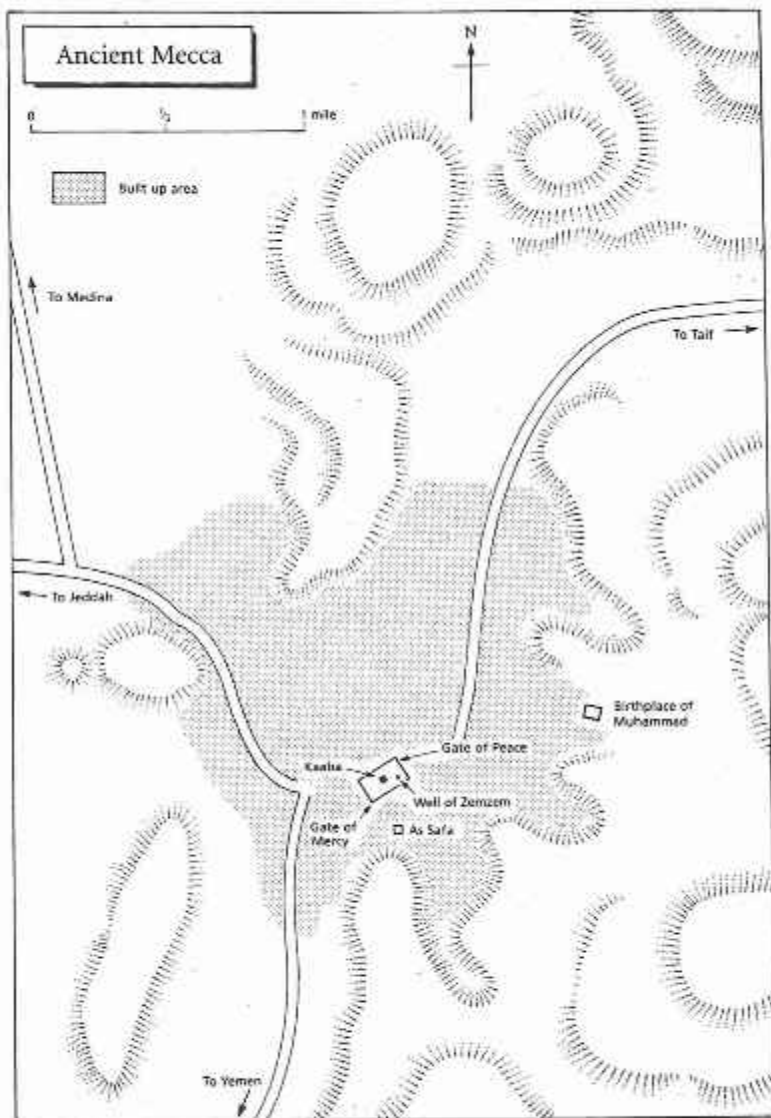 Ancient Mecca
N
0 ½ 1 mile
Built up area
To Medina
To Taif
To Jeddah
Birthplace of
Muhammad
Gate of Peace
Kaaba
Well of Zemzem
Gate of
Mercy
As Safa
To Yemen